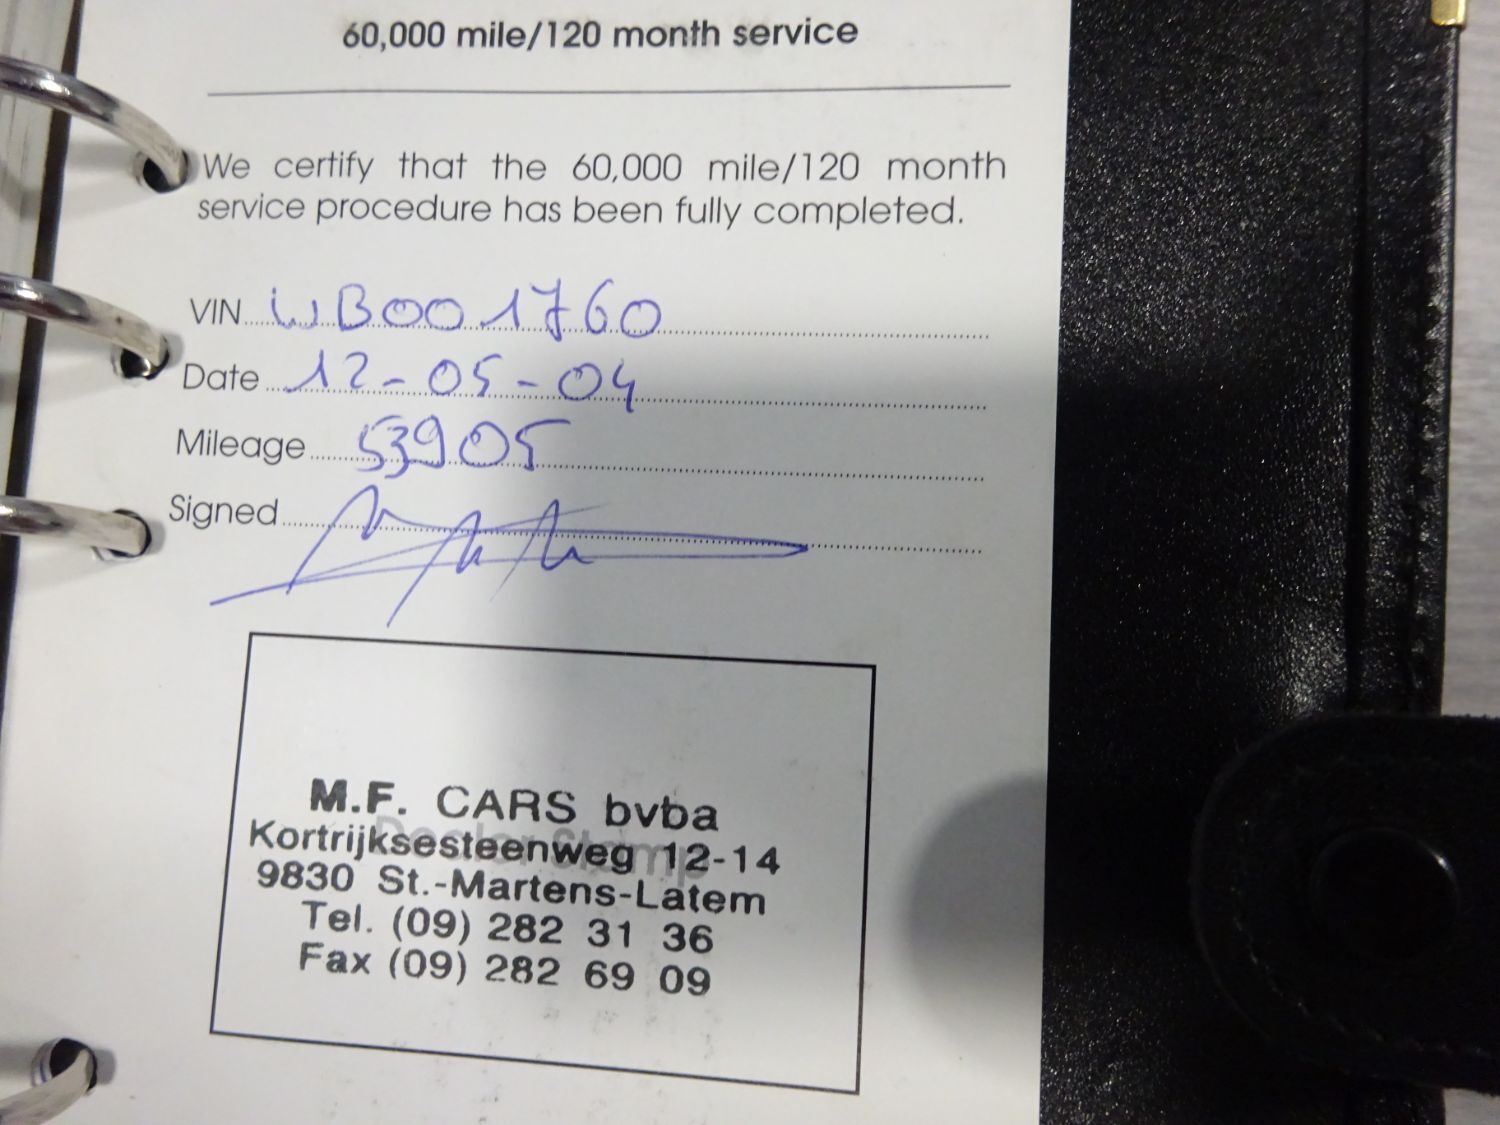 60,000 mile/120 month service
We certify that the 60,000 mile/120 month
service procedure has been fully completed.
VIN WB001760
Date 12-05-04
Mileage 53905
Signed
Dealer Stamp
M.F. CARS bvba
Kortrijksesteenweg 12-14
9830 St.-Martens-Latem
Tel. (09) 282 31 36
Fax (09) 282 69 09